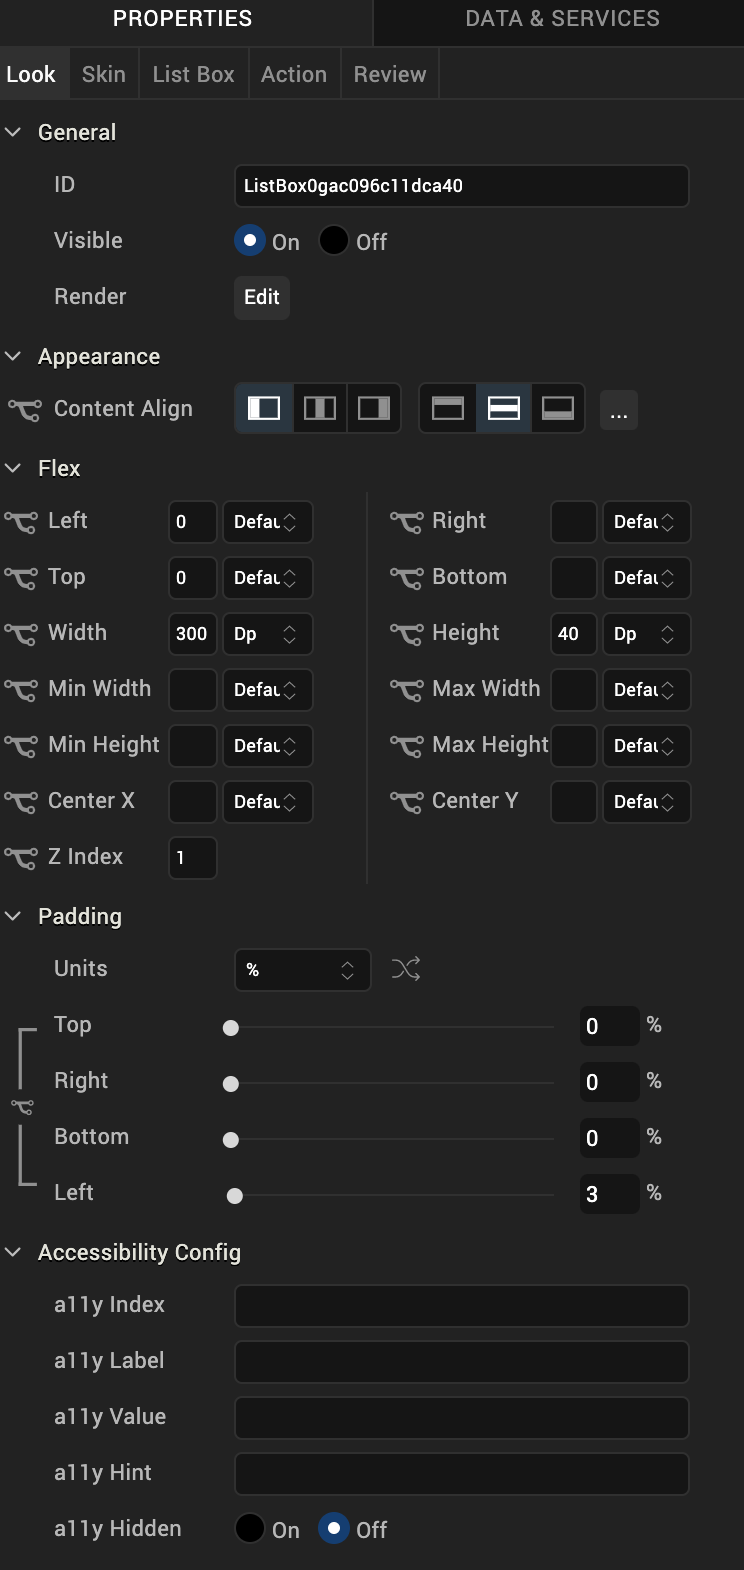 PROPERTIES DATA & SERVICES
Look Skin List Box Action Review
General
ID ListBox0gac096c11dca40
Visible On Off
Render Edit
Appearance
Content Align ...
Flex
Left 0 Defau Right Defau
Top 0 Defau Bottom Defau
Width 300 Dp Height 40 Dp
Min Width Defau Max Width Defau
Min Height Defau Max Height Defau
Center X Defau Center Y Defau
Z Index 1
Padding
Units %
Top 0 %
Right 0 %
Bottom 0 %
Left 3 %
Accessibility Config
a11y Index
a11y Label
a11y Value
a11y Hint
a11y Hidden On Off